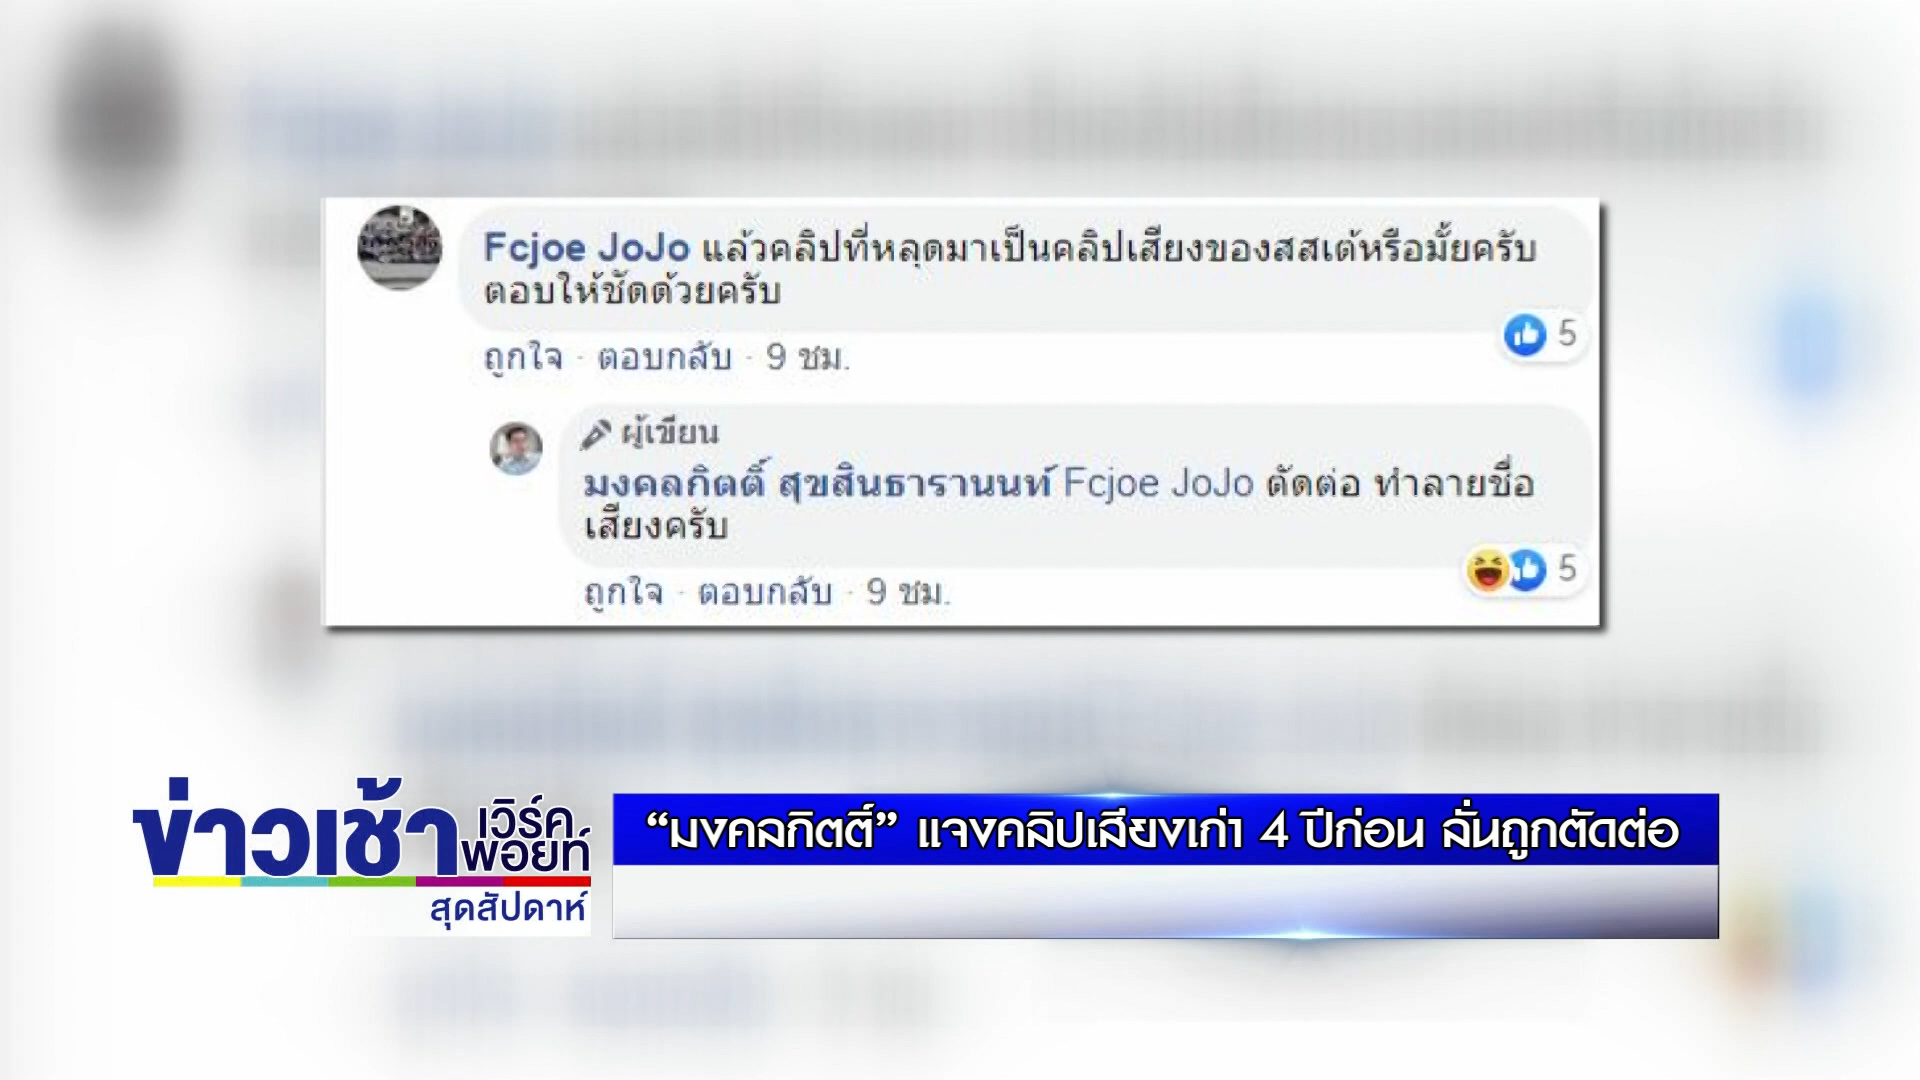 Fcjoe JoJo แล้วคลิปที่หลุดมาเป็นคลิปเสียงของสสเต้หรือมั้ยครับ
ตอบให้ชัดด้วยครับ
5
ถูกใจ · ตอบกลับ · 9 ชม.
ผู้เขียน
มงคลกิตติ์ สุขสินธารานนท์ Fcjoe JoJo ตัดต่อ ทำลายชื่อ
เสียงครับ
5
ถูกใจ · ตอบกลับ · 9 ชม.
ข่าวเช้า เวิร์คพอยท์
สุดสัปดาห์
“มงคลกิตติ์” แจงคลิปเสียงเก่า 4 ปีก่อน ลั่นถูกตัดต่อ